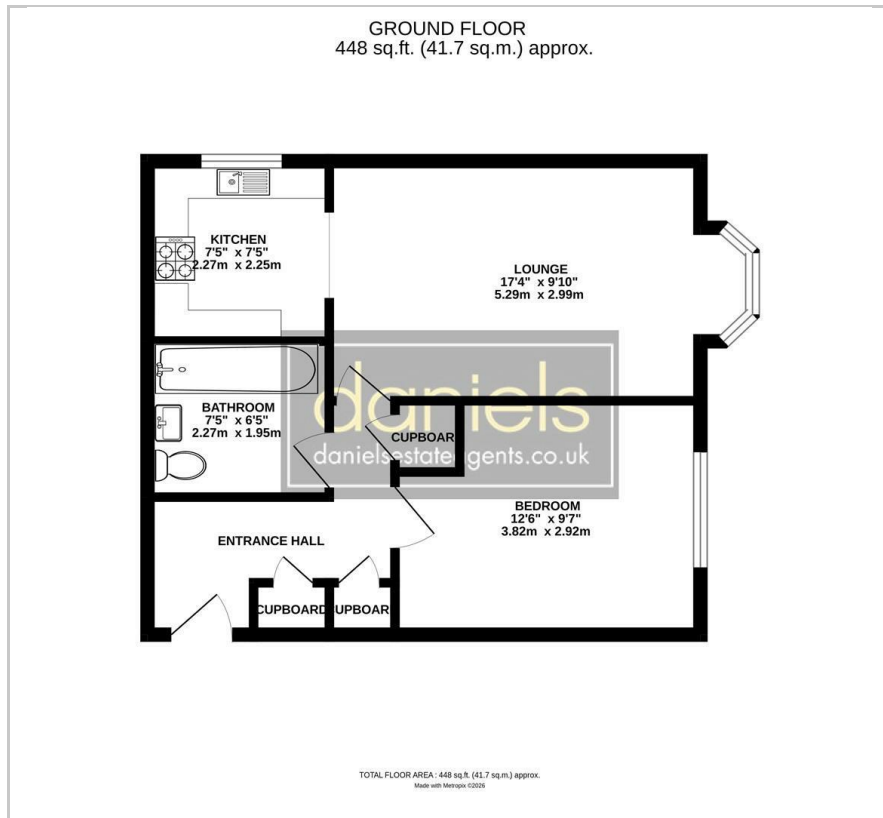 GROUND FLOOR
448 sq.ft. (41.7 sq.m.) approx.
KITCHEN
7'5" x 7'5"
2.27m x 2.25m
LOUNGE
17'4" x 9'10"
5.29m x 2.99m
BATHROOM
7'5" x 6'5"
2.27m x 1.95m
daniels
danielsestateagents.co.uk
CUPBOAR
BEDROOM
12'6" x 9'7"
3.82m x 2.92m
ENTRANCE HALL
CUPBOARD
UPBOAR
TOTAL FLOOR AREA : 448 sq.ft. (41.7 sq.m.) approx.
Made with Metropix ©2026